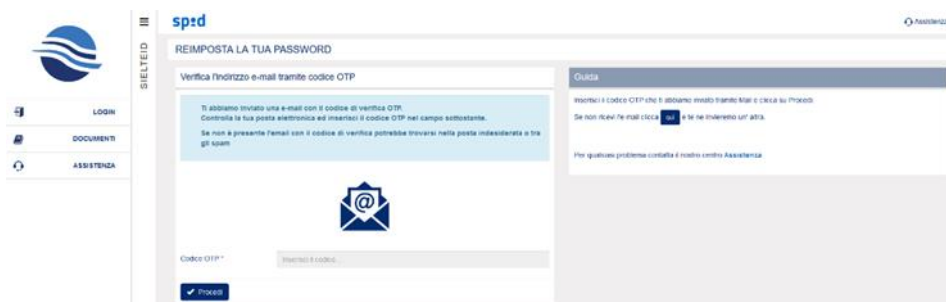 spid
Assistenza
SIELTEID
REIMPOSTA LA TUA PASSWORD
Verifica l'indirizzo e-mail tramite codice OTP
Guida
Ti abbiamo inviato una e-mail con il codice di verifica OTP.
Controlla la tua posta elettronica ed inserisci il codice OTP nel campo sottostante.
Se non è presente l'email con il codice di verifica potrebbe trovarsi nella posta indesiderata o tra
gli spam
Inserisci il codice OTP che ti abbiamo inviato tramite Mail e clicca su Procedi
Se non ricevi l'e-mail clicca qui e te ne invieremo un' altra.
Per qualsiasi problema contatta il nostro centro Assistenza
LOGIN
DOCUMENTI
ASSISTENZA
@
Codice OTP *
Inserisci il codice...
Procedi